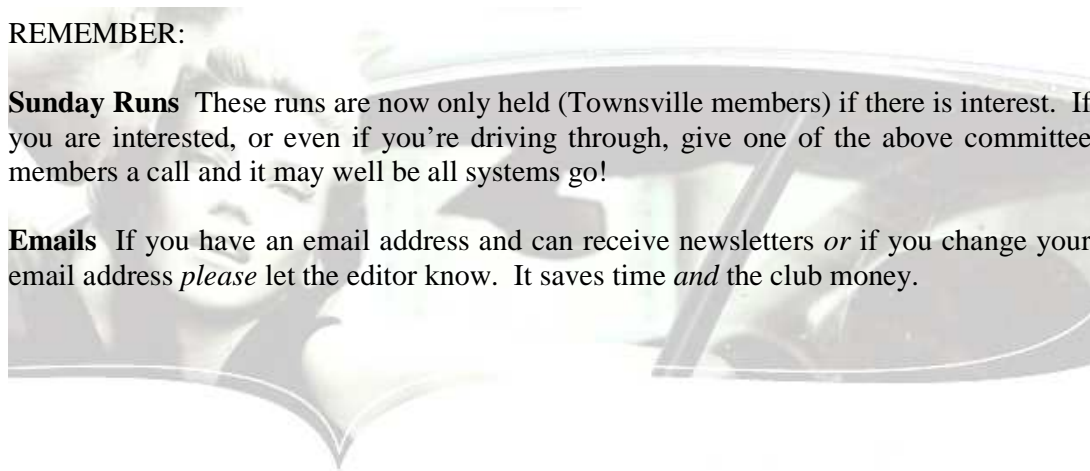 REMEMBER:
Sunday Runs  These runs are now only held (Townsville members) if there is interest.  If
you are interested, or even if you’re driving through, give one of the above committee
members a call and it may well be all systems go!
Emails  If you have an email address and can receive newsletters or if you change your
email address please let the editor know.  It saves time and the club money.